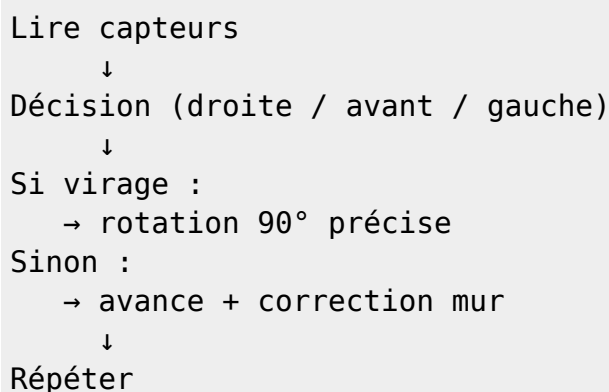 Lire capteurs
↓
Décision (droite / avant / gauche)
↓
Si virage :
→ rotation 90° précise
Sinon :
→ avance + correction mur
↓
Répéter